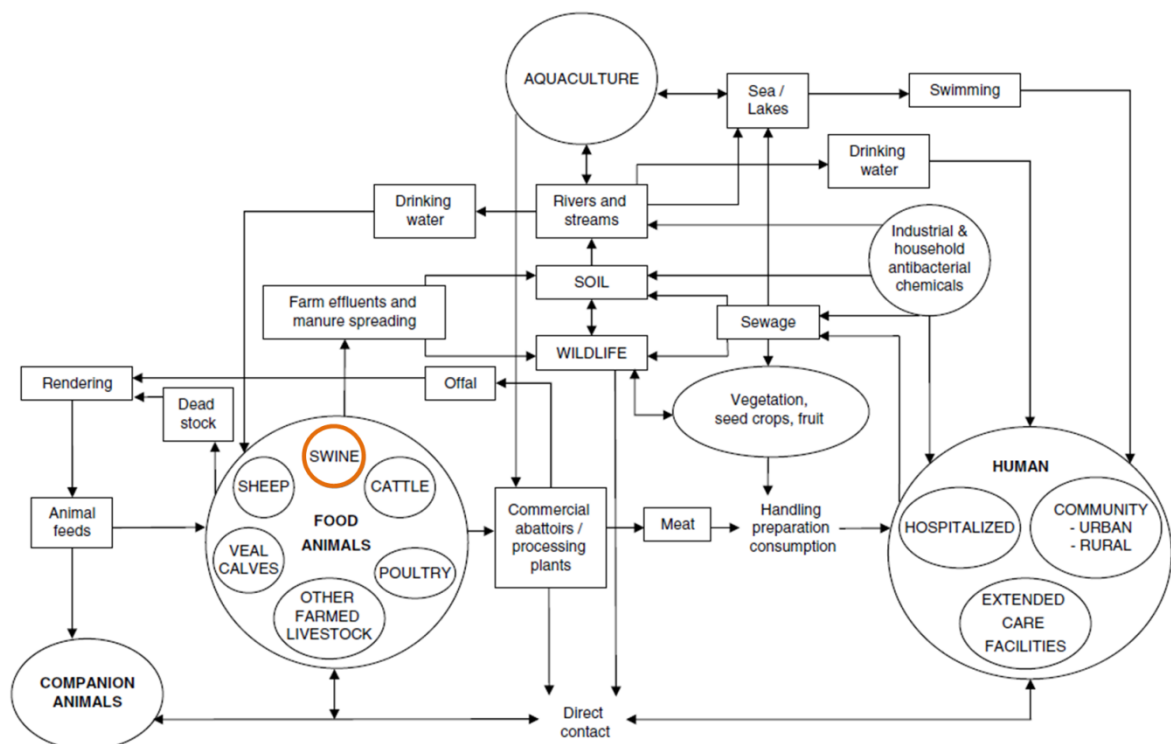 AQUACULTURE
Sea /
Lakes
Swimming
Drinking
water
Drinking
water
Rivers and
streams
Industrial &
household
antibacterial
chemicals
SOIL
Farm effluents and
manure spreading
Sewage
WILDLIFE
Rendering
Offal
Dead
stock
Vegetation,
seed crops, fruit
SWINE
SHEEP
CATTLE
FOOD
ANIMALS
VEAL
CALVES
POULTRY
OTHER
FARMED
LIVESTOCK
Animal
feeds
Commercial
abattoirs /
processing
plants
Meat
Handling
preparation
consumption
HUMAN
HOSPITALIZED
COMMUNITY
- URBAN
- RURAL
EXTENDED
CARE
FACILITIES
COMPANION
ANIMALS
Direct
contact